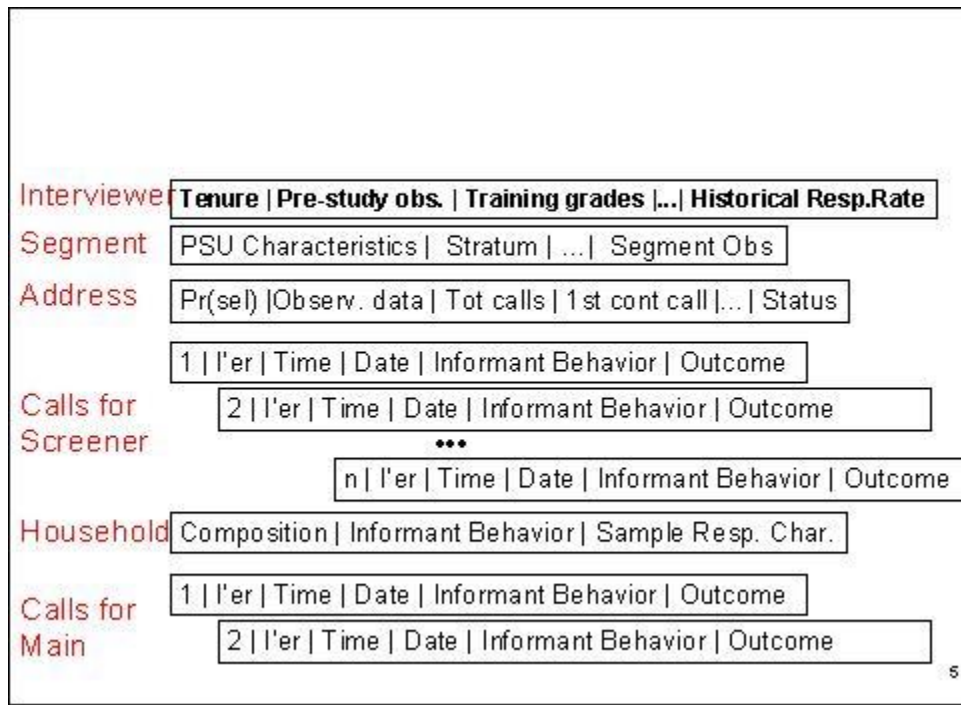 Interviewer Tenure | Pre-study obs. | Training grades |...| Historical Resp.Rate
Segment PSU Characteristics | Stratum | ...| Segment Obs
Address Pr(sel) |Observ. data | Tot calls | 1st cont call |...| Status
1 | I'er | Time | Date | Informant Behavior | Outcome
Calls for
Screener
2 | I'er | Time | Date | Informant Behavior | Outcome
...
n | I'er | Time | Date | Informant Behavior | Outcome
Household Composition | Informant Behavior | Sample Resp. Char.
1 | I'er | Time | Date | Informant Behavior | Outcome
Calls for
Main
2 | I'er | Time | Date | Informant Behavior | Outcome
5